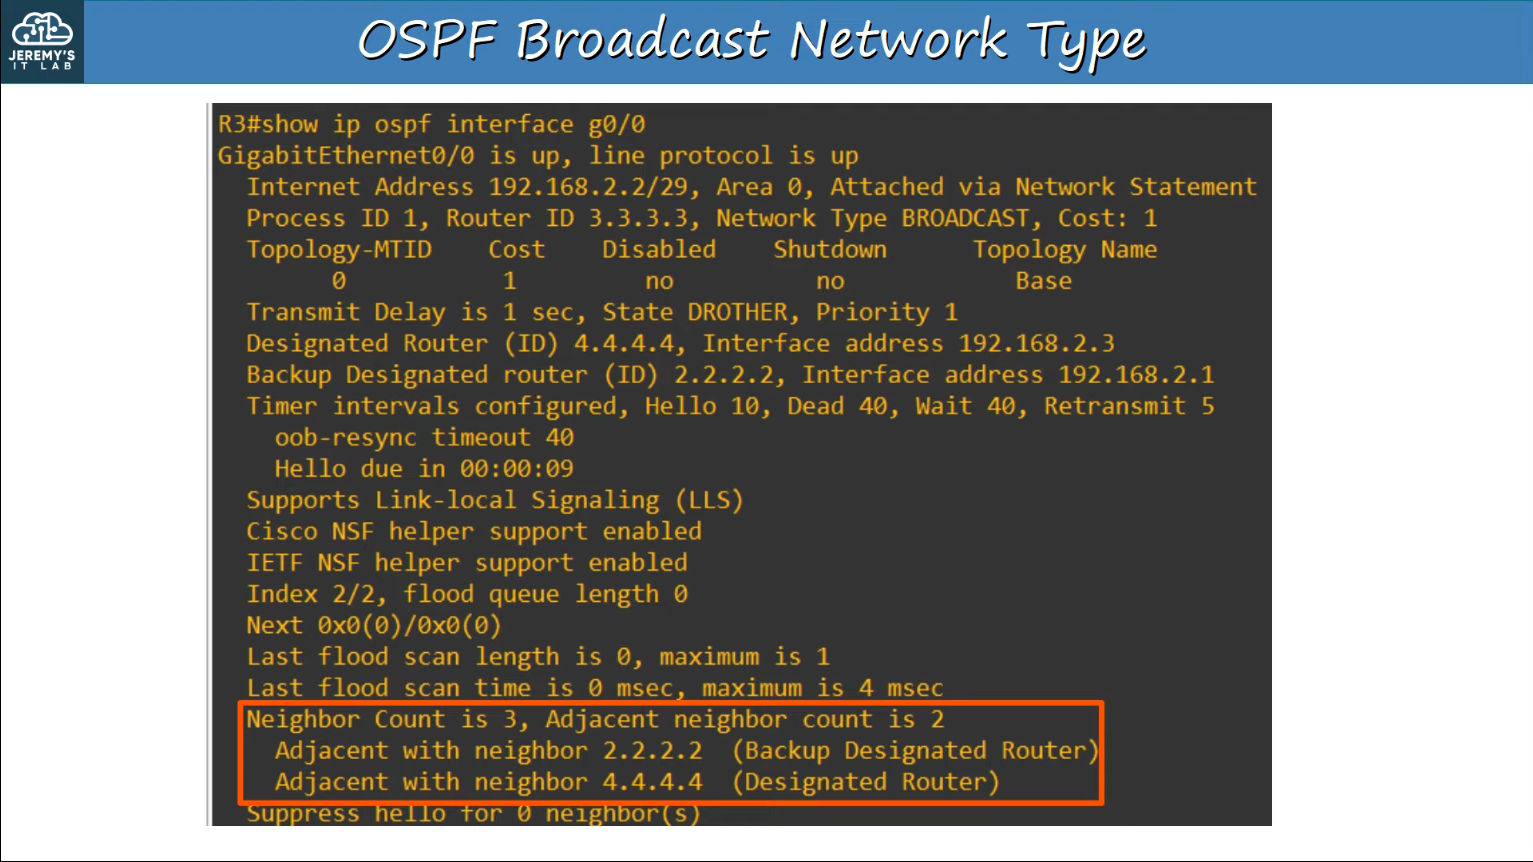 JEREMY'S
IT LAB
OSPF Broadcast Network Type
R3#show ip ospf interface g0/0
GigabitEthernet0/0 is up, line protocol is up
Internet Address 192.168.2.2/29, Area 0, Attached via Network Statement
Process ID 1, Router ID 3.3.3.3, Network Type BROADCAST, Cost: 1
Topology-MTID Cost Disabled Shutdown Topology Name
0 1 no no Base
Transmit Delay is 1 sec, State DROTHER, Priority 1
Designated Router (ID) 4.4.4.4, Interface address 192.168.2.3
Backup Designated router (ID) 2.2.2.2, Interface address 192.168.2.1
Timer intervals configured, Hello 10, Dead 40, Wait 40, Retransmit 5
oob-resync timeout 40
Hello due in 00:00:09
Supports Link-local Signaling (LLS)
Cisco NSF helper support enabled
IETF NSF helper support enabled
Index 2/2, flood queue length 0
Next 0x0(0)/0x0(0)
Last flood scan length is 0, maximum is 1
Last flood scan time is 0 msec, maximum is 4 msec
Neighbor Count is 3, Adjacent neighbor count is 2
Adjacent with neighbor 2.2.2.2 (Backup Designated Router)
Adjacent with neighbor 4.4.4.4 (Designated Router)
Suppress hello for 0 neighbor(s)